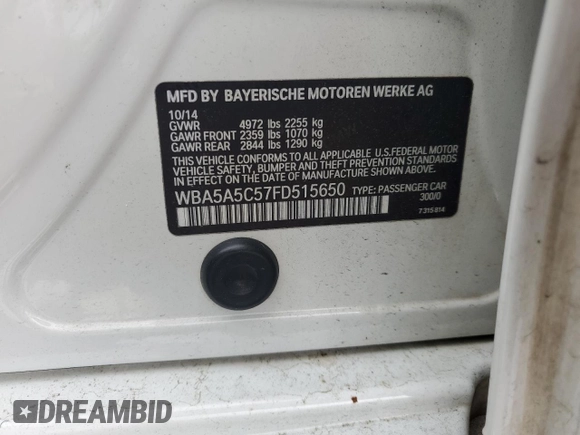 MFD BY BAYERISCHE MOTOREN WERKE AG
10/14
GVWR 4972 lbs 2255 kg
GAWR FRONT 2359 lbs 1070 kg
GAWR REAR 2844 lbs 1290 kg
THIS VEHICLE CONFORMS TO ALL APPLICABLE U.S.FEDERAL MOTOR
VEHICLE SAFETY, BUMPER AND THEFT PREVENTION STANDARDS
IN EFFECT ON THE DATE OF MANUFACTURE SHOWN ABOVE.
WBA5A5C57FD515650 TYPE: PASSENGER CAR
300/0
7 315 814
DREAMBID